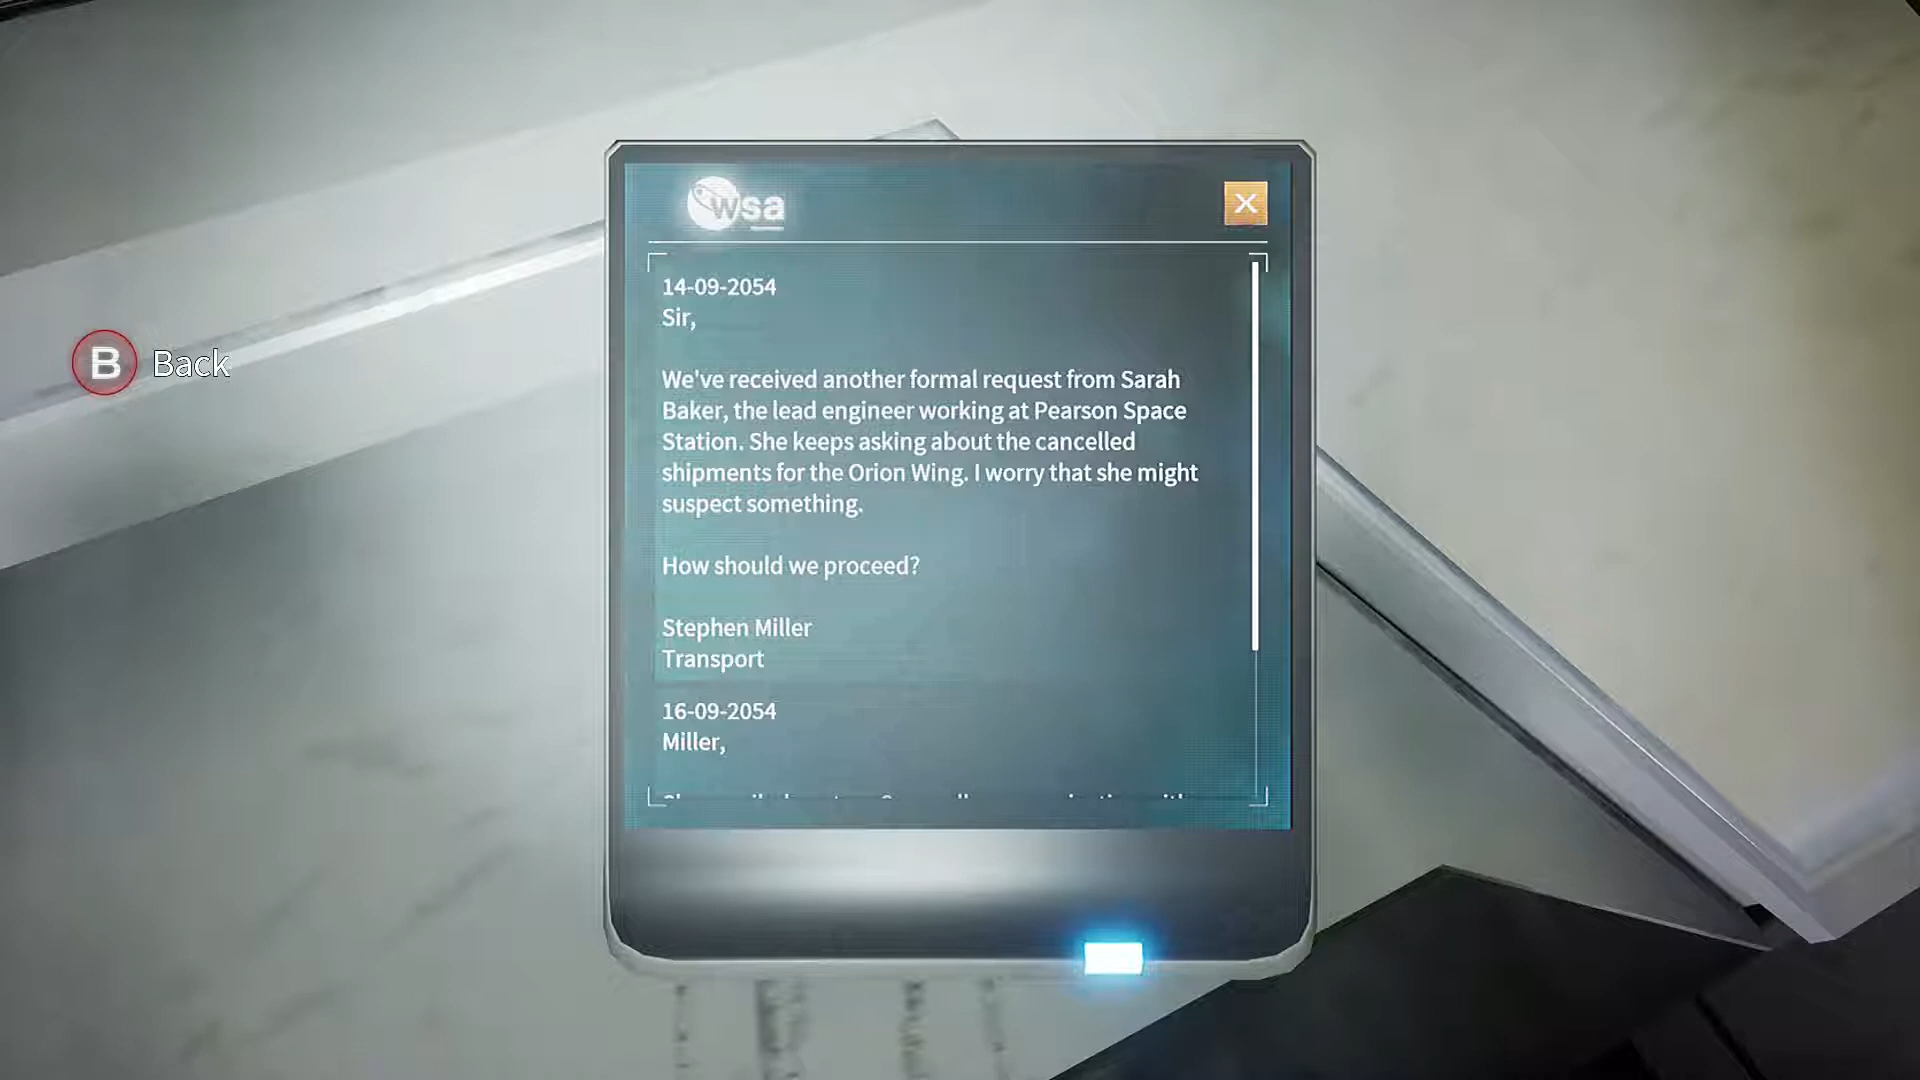 wsa
14-09-2054
Sir,
We've received another formal request from Sarah
Baker, the lead engineer working at Pearson Space
Station. She keeps asking about the cancelled
shipments for the Orion Wing. I worry that she might
suspect something.
How should we proceed?
Stephen Miller
Transport
16-09-2054
Miller,
B Back